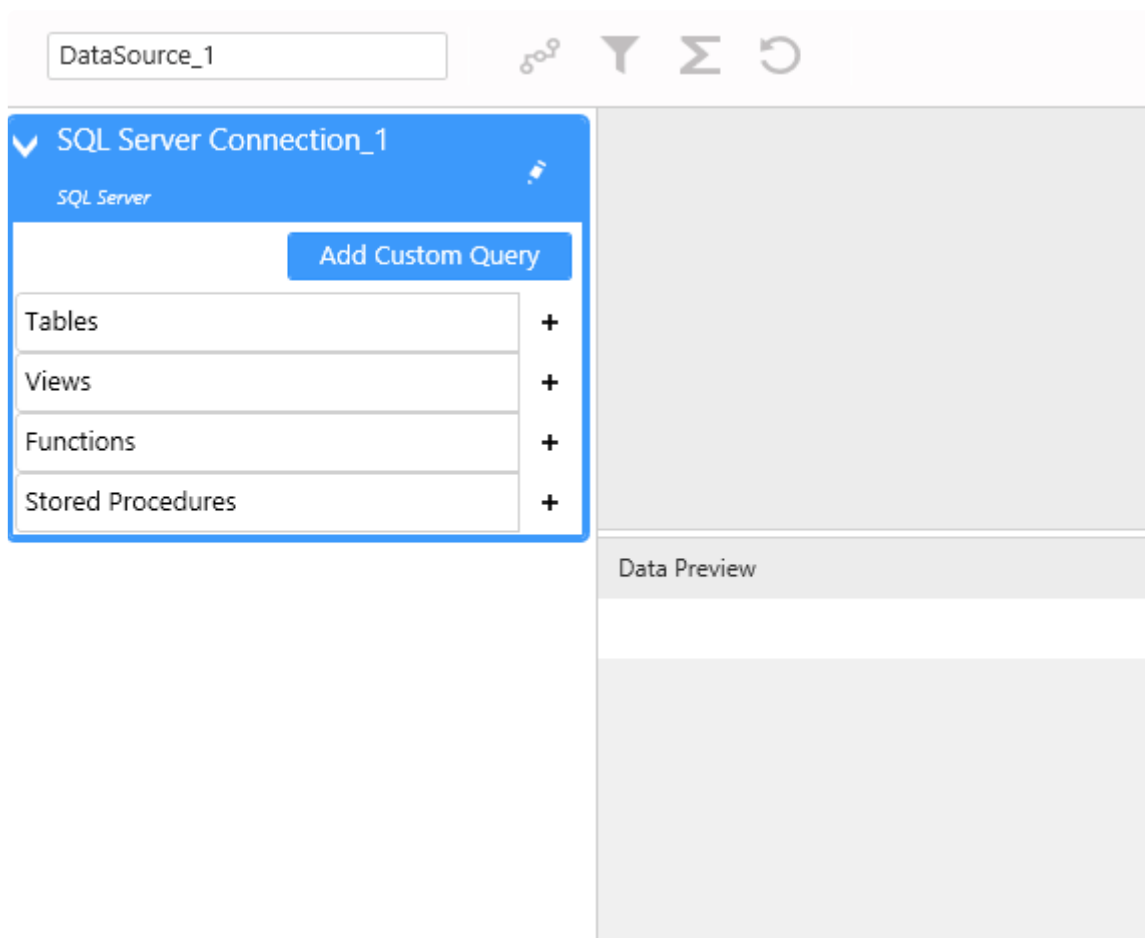 DataSource_1
SQL Server Connection_1
SQL Server
Add Custom Query
Tables
Views
Functions
Stored Procedures
Data Preview